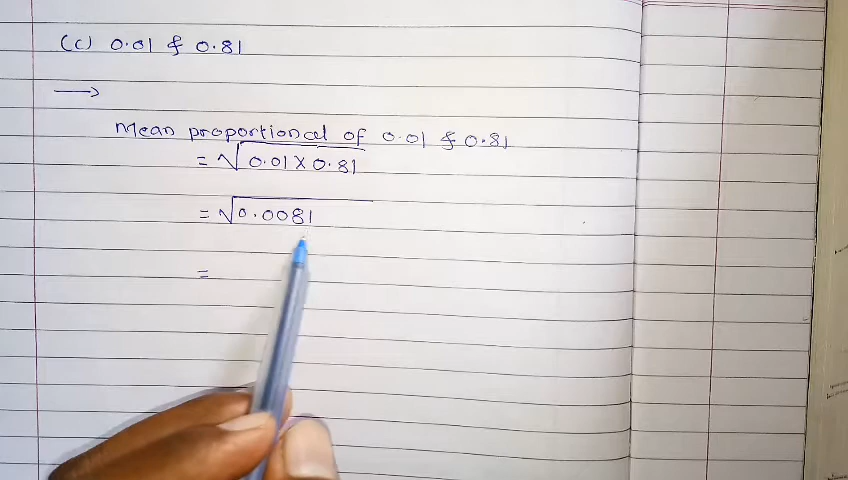 (c) 0.01 & 0.81
→
Mean proportional of 0.01 & 0.81
= √0.01 × 0.81
= √0.0081
=